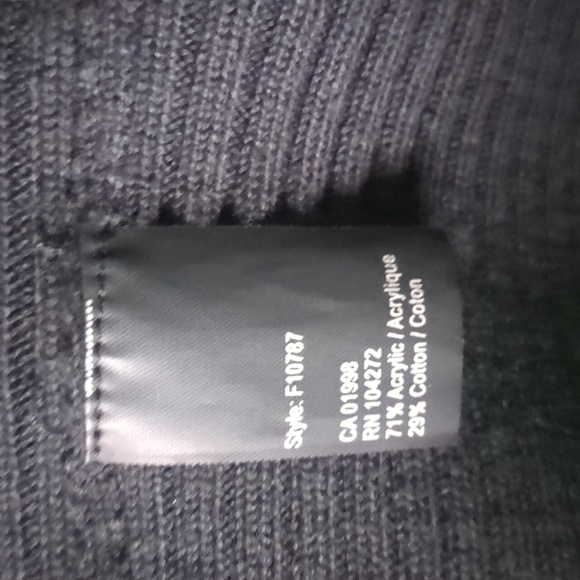 Style: F10787
CA 01998
RN 104272
71% Acrylic / Acrylique
29% Cotton / Coton